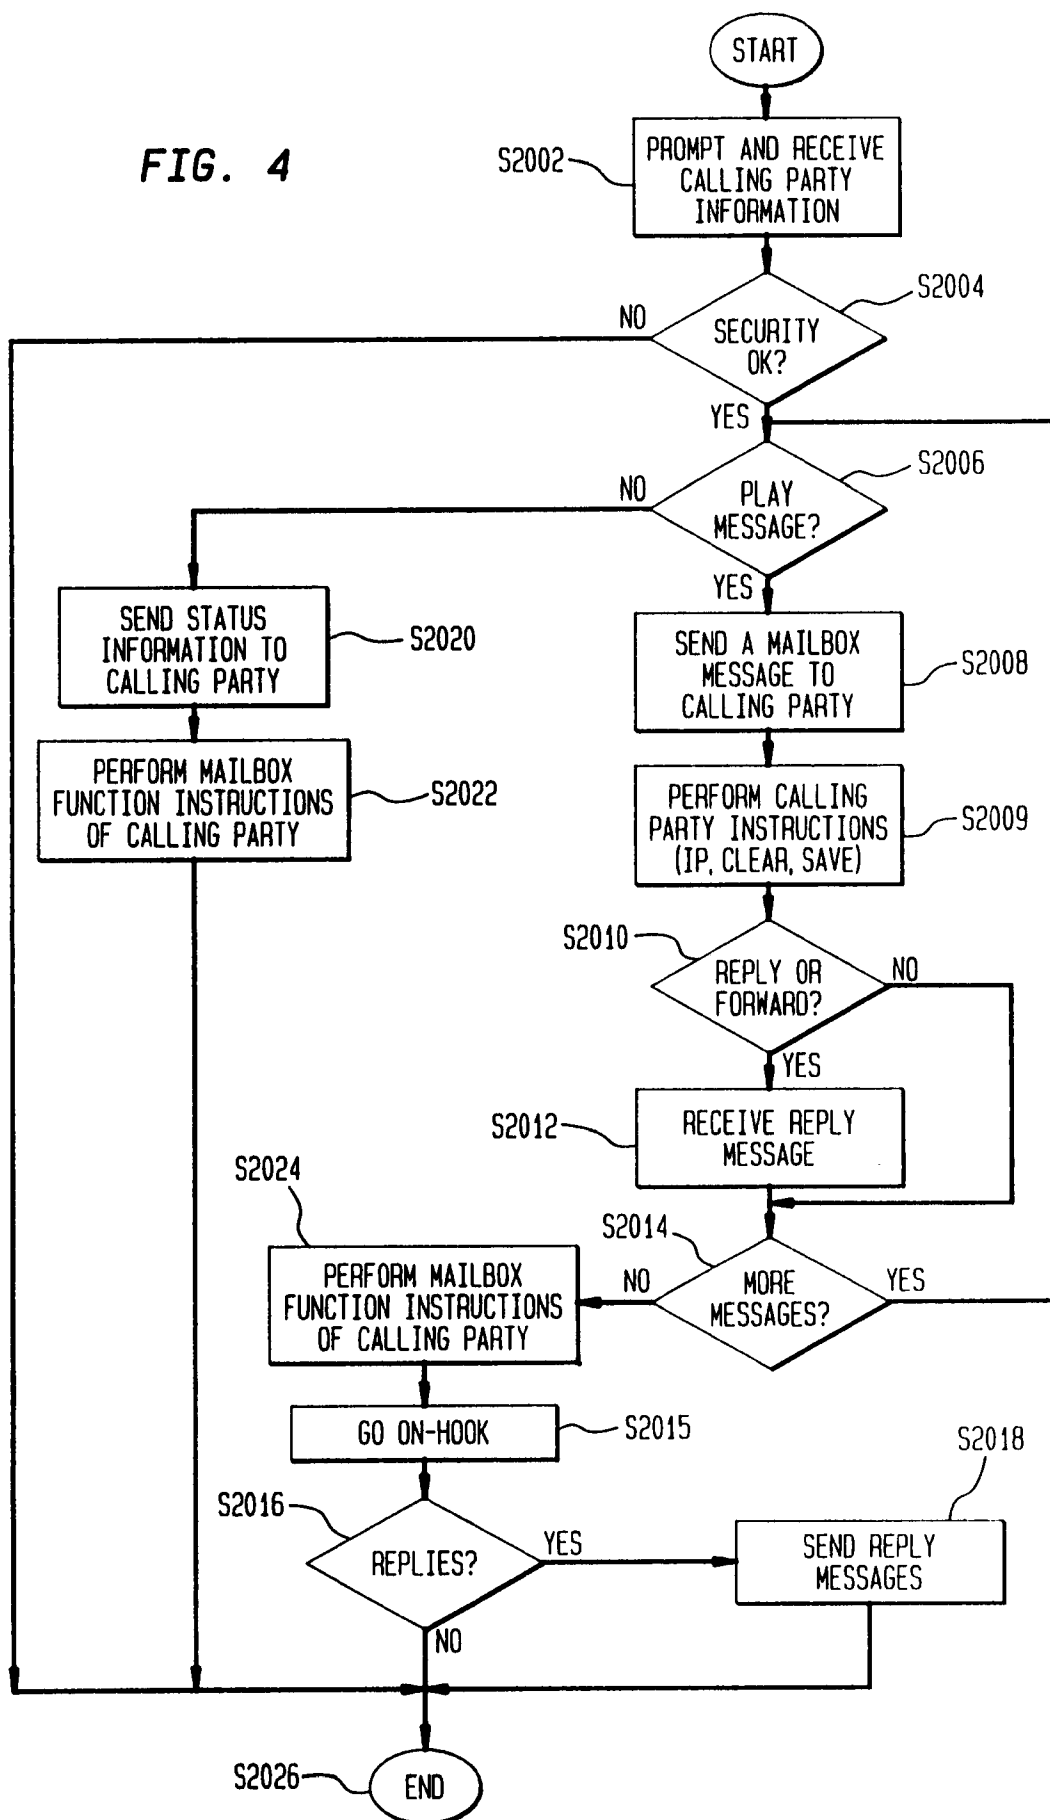 START
FIG. 4
S2002
PROMPT AND RECEIVE
CALLING PARTY
INFORMATION
S2004
NO
SECURITY
OK?
YES
S2006
NO
PLAY
MESSAGE?
YES
SEND STATUS
INFORMATION TO
CALLING PARTY
S2020
SEND A MAILBOX
MESSAGE TO
CALLING PARTY
S2008
PERFORM MAILBOX
FUNCTION INSTRUCTIONS
OF CALLING PARTY
S2022
PERFORM CALLING
PARTY INSTRUCTIONS
(IP, CLEAR, SAVE)
S2009
S2010
REPLY OR
FORWARD?
NO
YES
S2012
RECEIVE REPLY
MESSAGE
S2024
S2014
PERFORM MAILBOX
FUNCTION INSTRUCTIONS
OF CALLING PARTY
NO
MORE
MESSAGES?
YES
GO ON-HOOK
S2015
S2018
S2016
REPLIES?
YES
SEND REPLY
MESSAGES
NO
S2026
END